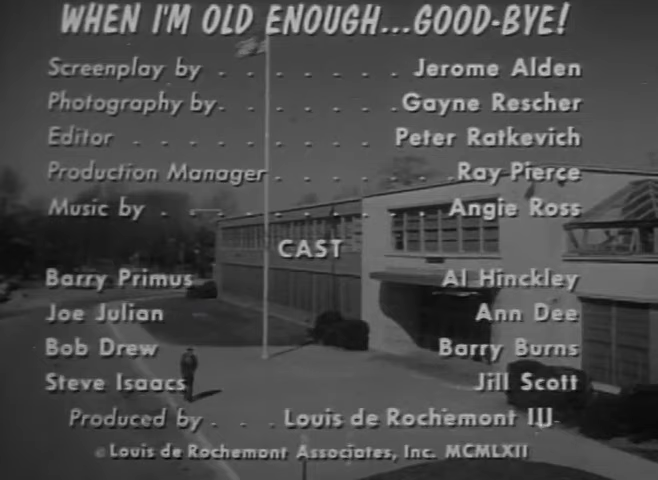 WHEN I'M OLD ENOUGH...GOOD-BYE!
Screenplay by . . . . . . . Jerome Alden
Photography by. . . . . . .Gayne Rescher
Editor . . . . . . . . . . Peter Ratkevich
Production Manager. . . . . .Ray Pierce
Music by . . . . . . . . . Angie Ross
CAST
Barry Primus Al Hinckley
Joe Julian Ann Dee
Bob Drew Barry Burns
Steve Isaacs Jill Scott
Produced by . . . Louis de Rochemont III
©Louis de Rochemont Associates, Inc. MCMLXII